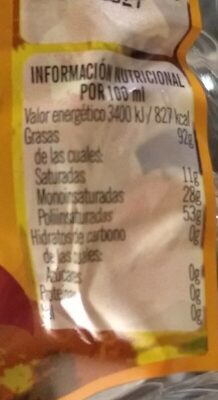 INFORMACIÓN NUTRICIONAL
POR 100 ml
Valor energético 3400 kJ / 827 kcal
Grasas 92g
de las cuales:
Saturadas 11g
Monoinsaturadas 28g
Poliinsaturadas 53g
Hidratos de carbono 0g
de los cuales:
Azúcares 0g
Proteínas 0g
Sal 0g